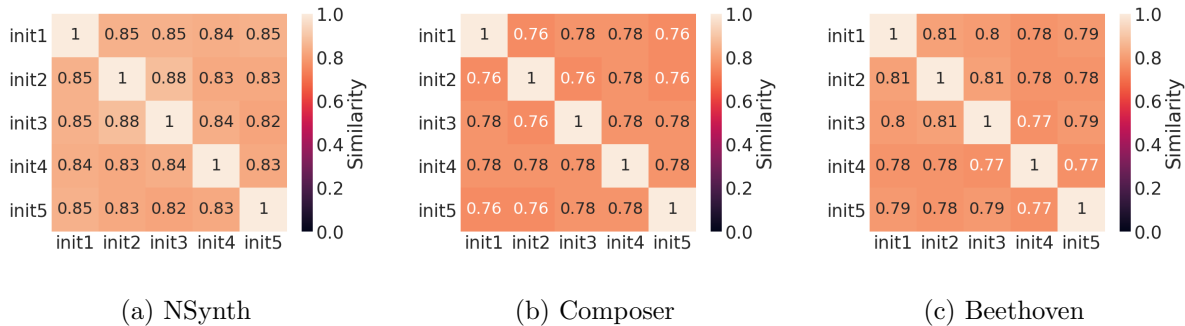 init1 1 0.85 0.85 0.84 0.85
init2 0.85 1 0.88 0.83 0.83
init3 0.85 0.88 1 0.84 0.82
init4 0.84 0.83 0.84 1 0.83
init5 0.85 0.83 0.82 0.83 1
init1 init2 init3 init4 init5
1.0
0.8
0.6
0.4
0.2
0.0
Similarity
(a) NSynth
init1 1 0.76 0.78 0.78 0.76
init2 0.76 1 0.76 0.78 0.76
init3 0.78 0.76 1 0.78 0.78
init4 0.78 0.78 0.78 1 0.78
init5 0.76 0.76 0.78 0.78 1
init1 init2 init3 init4 init5
1.0
0.8
0.6
0.4
0.2
0.0
Similarity
(b) Composer
init1 1 0.81 0.8 0.78 0.79
init2 0.81 1 0.81 0.78 0.78
init3 0.8 0.81 1 0.77 0.79
init4 0.78 0.78 0.77 1 0.77
init5 0.79 0.78 0.79 0.77 1
init1 init2 init3 init4 init5
1.0
0.8
0.6
0.4
0.2
0.0
Similarity
(c) Beethoven